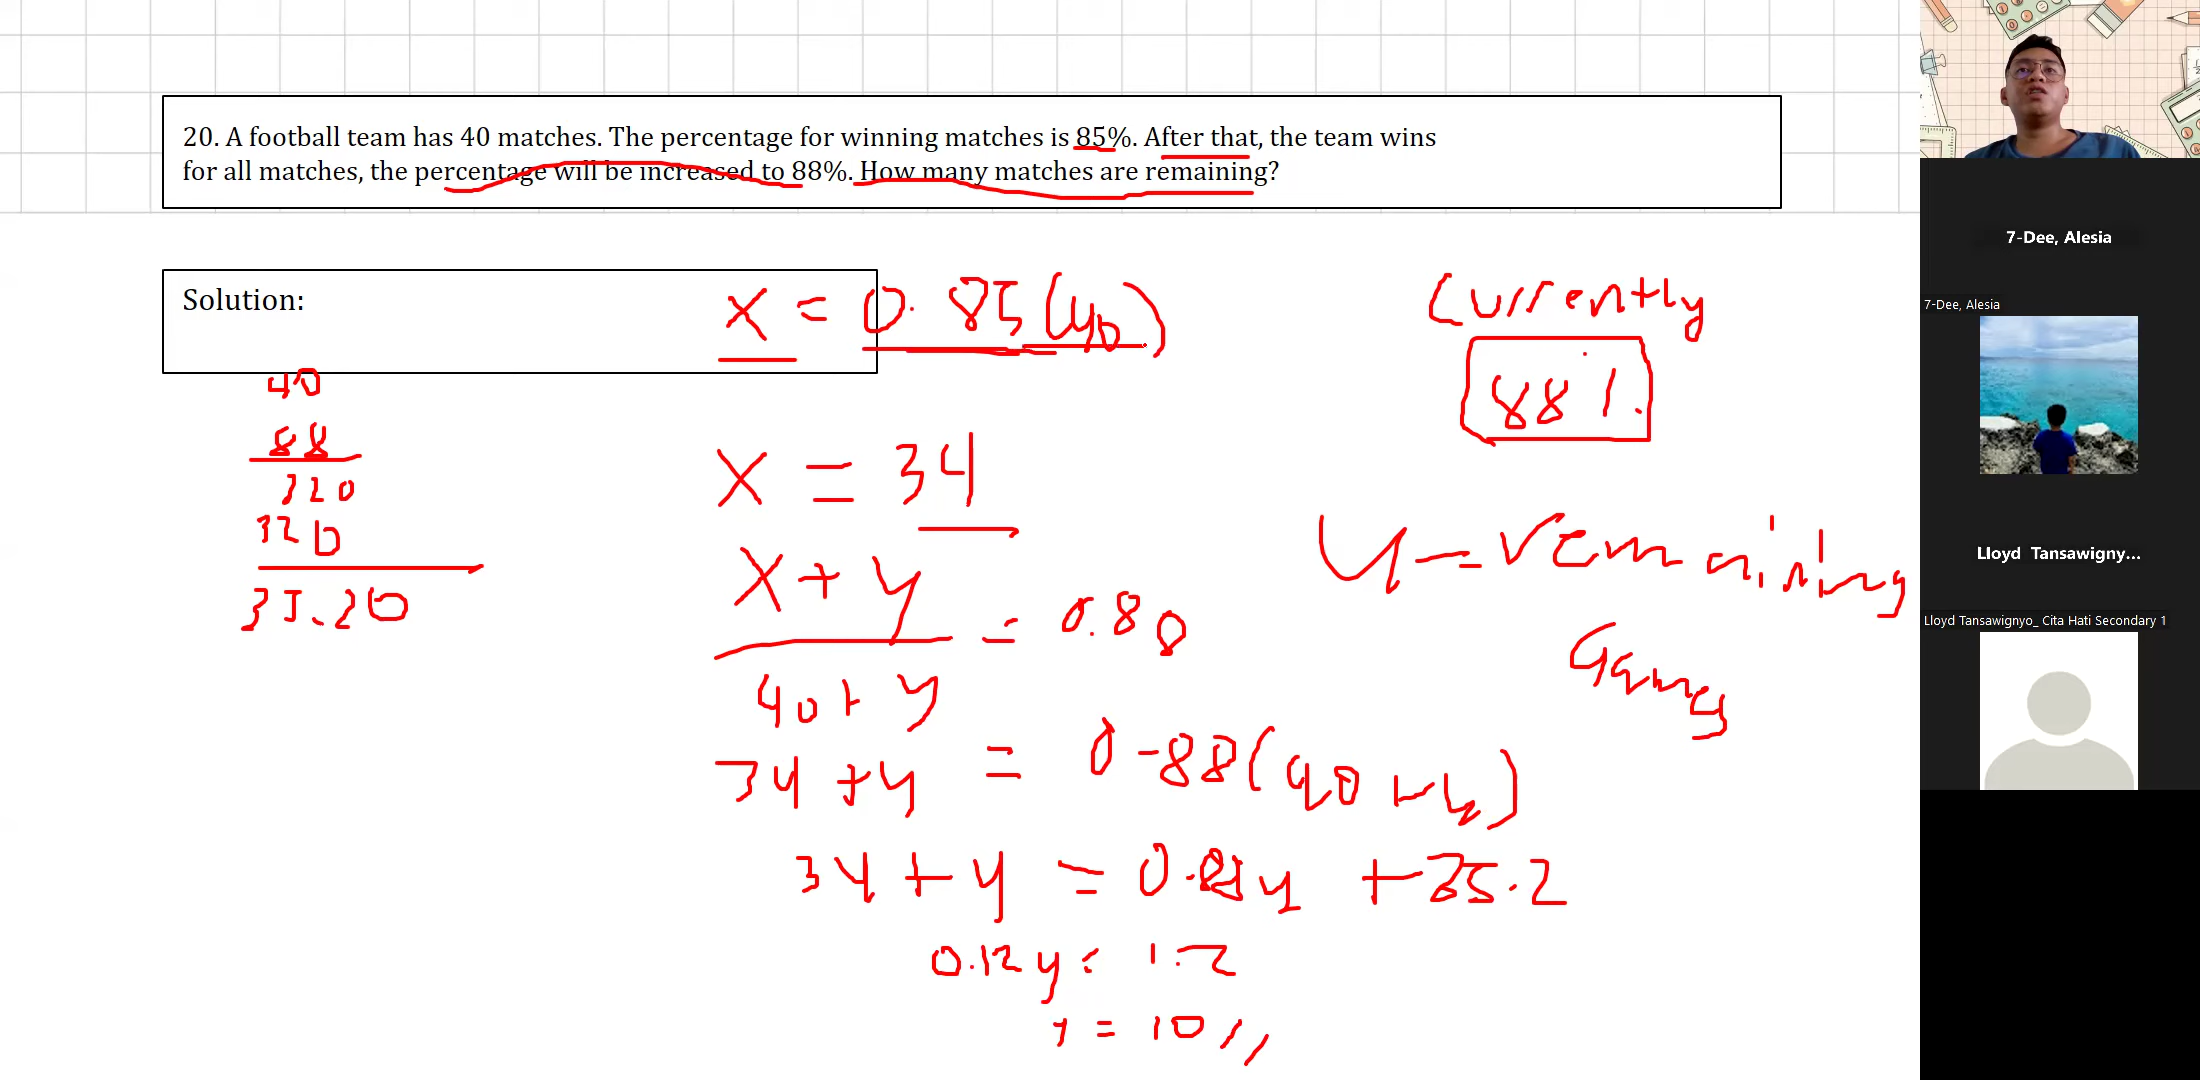 20. A football team has 40 matches. The percentage for winning matches is 85%. After that, the team wins
for all matches, the percentage will be increased to 88%. How many matches are remaining?
Solution:
x = 0.85(40)
Currently
88%
40
88
320
320
35.20
x = 34
x + y
40 + y
= 0.88
y = remaining
Games
34 + y = 0.88(40 + y)
34 + y = 0.88y + 35.2
0.12y = 1.2
y = 10//
7-Dee, Alesia
7-Dee, Alesia
Lloyd Tansawigny...
Lloyd Tansawignyo_ Cita Hati Secondary 1